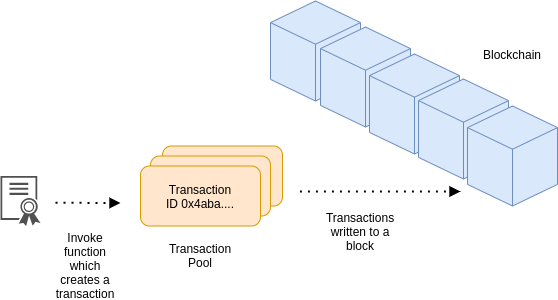 Blockchain
Transaction
ID 0x4aba....
Transactions
written to a
block
Invoke
function
which
creates a
transaction
Transaction
Pool